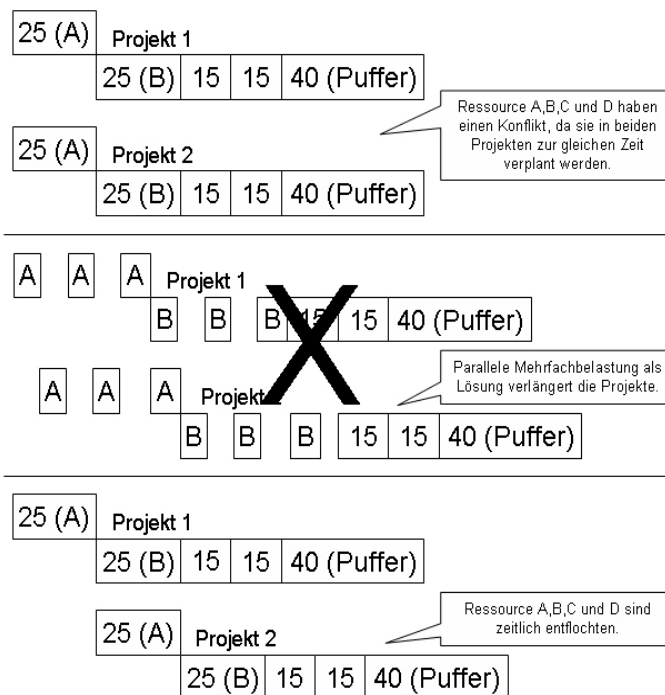 25 (A)
Projekt 1
25 (B) 15 15 40 (Puffer)
Ressource A,B,C und D haben
einen Konflikt, da sie in beiden
Projekten zur gleichen Zeit
verplant werden.
25 (A)
Projekt 2
25 (B) 15 15 40 (Puffer)
A A A
Projekt 1
B B B 15 15 40 (Puffer)
Parallele Mehrfachbelastung als
Lösung verlängert die Projekte.
A A A
Projekt
B B B 15 15 40 (Puffer)
25 (A)
Projekt 1
25 (B) 15 15 40 (Puffer)
Ressource A,B,C und D sind
zeitlich entflochten.
25 (A)
Projekt 2
25 (B) 15 15 40 (Puffer)